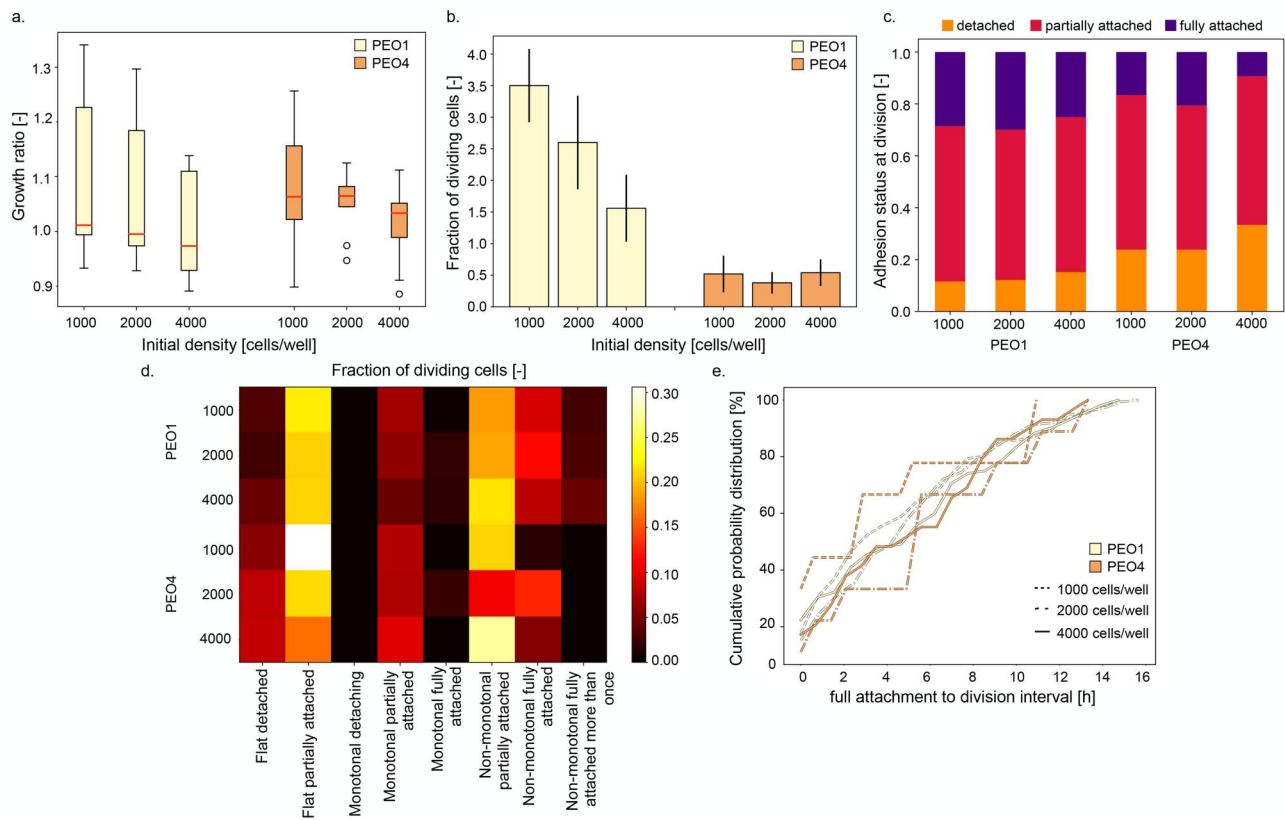 a.
PEO1
PEO4
Growth ratio [-]
1.3
1.2
1.1
1.0
0.9
1000 2000 4000 1000 2000 4000
Initial density [cells/well]
b.
PEO1
PEO4
Fraction of dividing cells [-]
4.0
3.5
3.0
2.5
2.0
1.5
1.0
0.5
0.0
1000 2000 4000 1000 2000 4000
Initial density [cells/well]
c.
detached partially attached fully attached
Adhesion status at division [-]
1.0
0.8
0.6
0.4
0.2
0.0
1000 2000 4000 1000 2000 4000
PEO1 PEO4
d.
Fraction of dividing cells [-]
PEO1
PEO4
1000
2000
4000
1000
2000
4000
0.30
0.25
0.20
0.15
0.10
0.05
0.00
Flat detached
Flat partially attached
Monotonal detaching
Monotonal partially
attached
Monotonal fully
attached
Non-monotonal
partially attached
Non-monotonal fully
attached
Non-monotonal fully
attached more than
once
e.
Cumulative probability distribution [%]
100
80
60
40
20
0
PEO1
PEO4
1000 cells/well
2000 cells/well
4000 cells/well
0 2 4 6 8 10 12 14 16
full attachment to division interval [h]